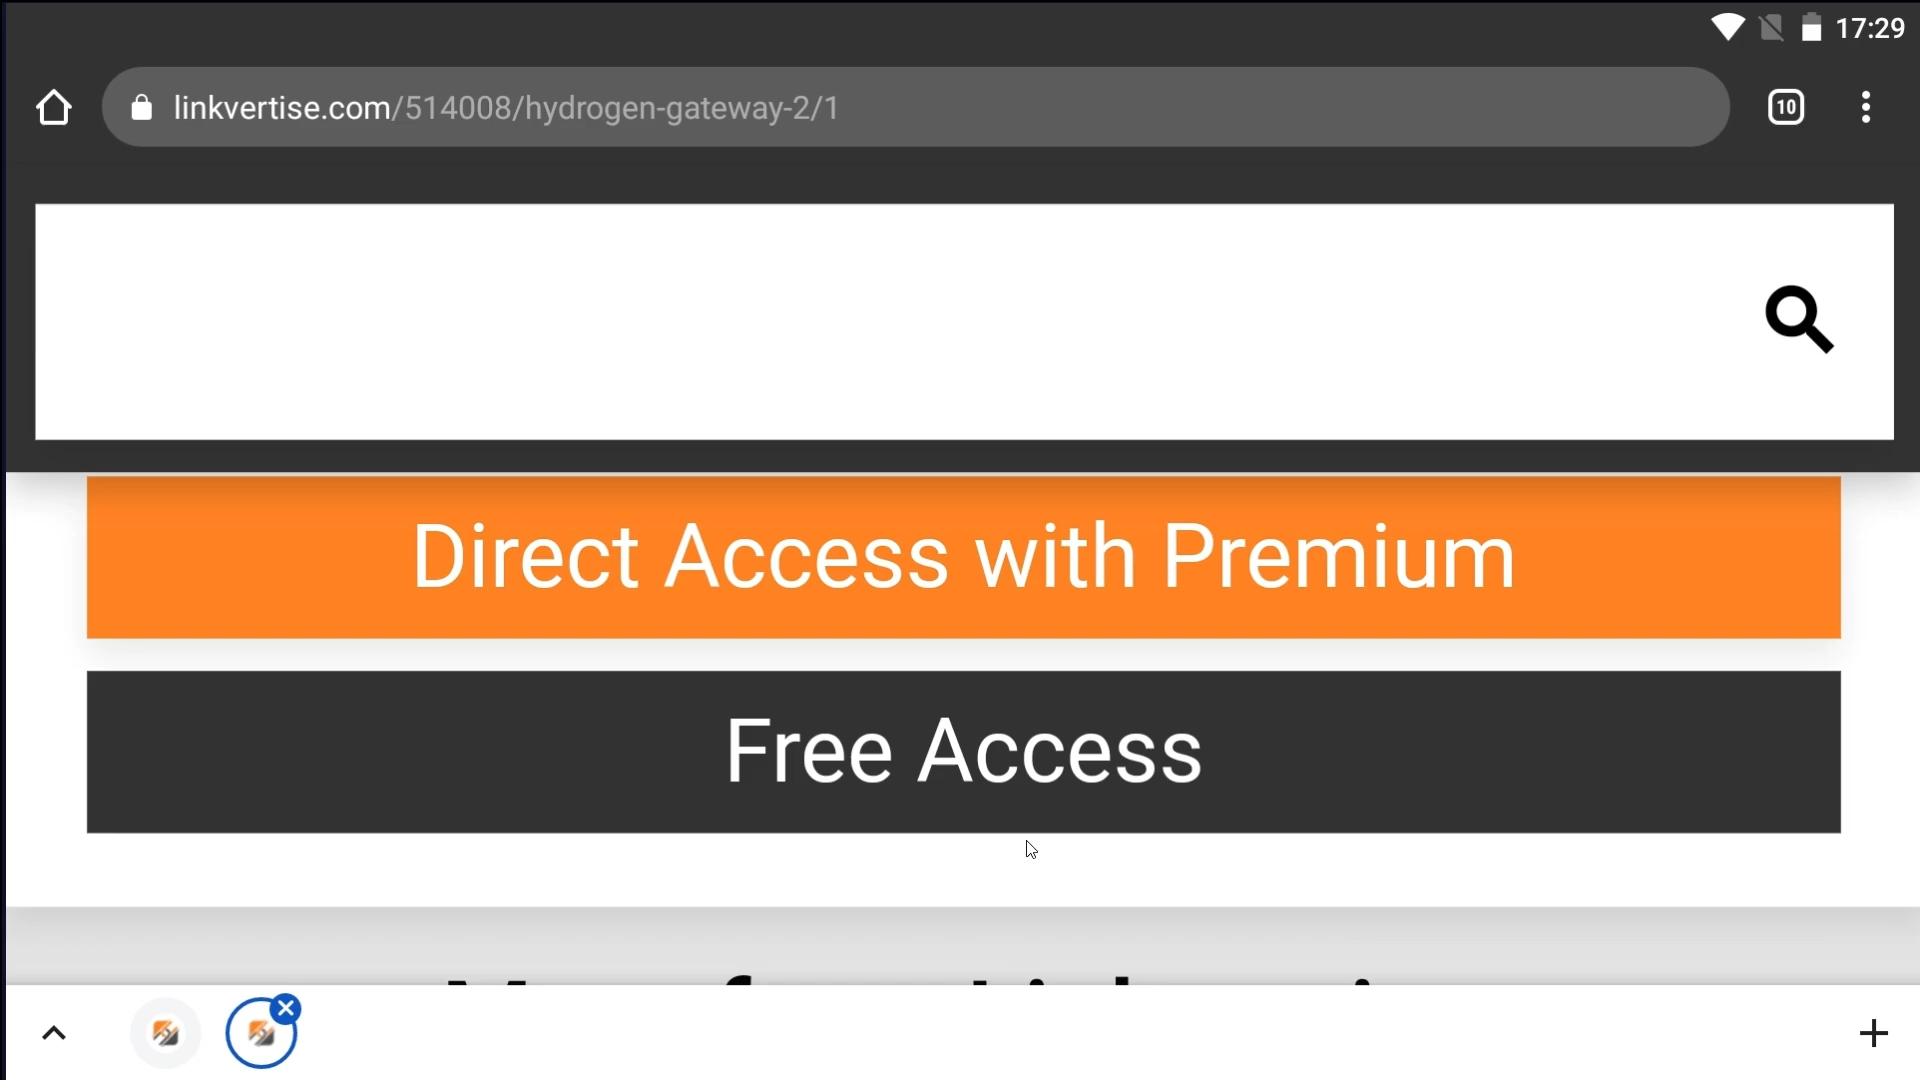 17:29
linkvertise.com/514008/hydrogen-gateway-2/1
10
Direct Access with Premium
Free Access